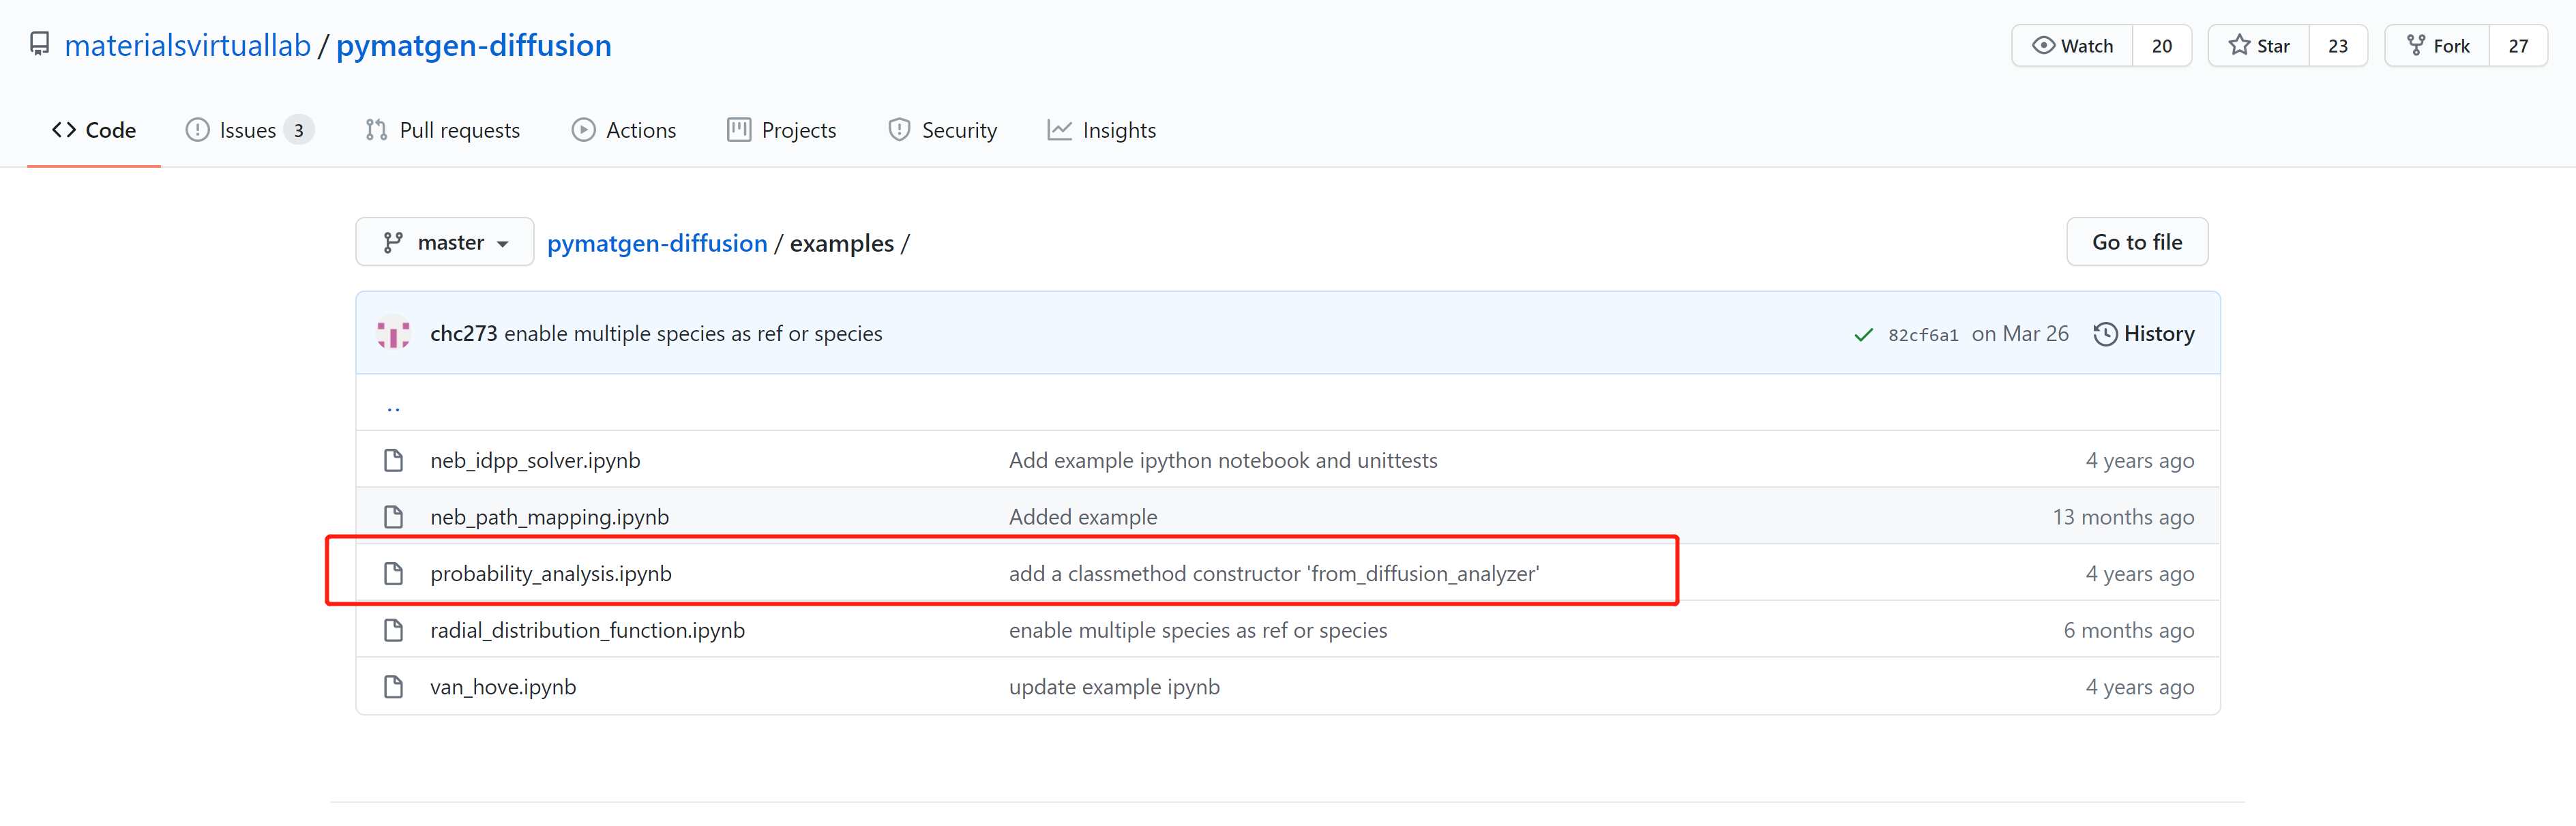 materialsvirtuallab / pymatgen-diffusion
Watch 20 Star 23 Fork 27
Code Issues 3 Pull requests Actions Projects Security Insights
master pymatgen-diffusion / examples / Go to file
chc273 enable multiple species as ref or species 82cf6a1 on Mar 26 History
..
neb_idpp_solver.ipynb Add example ipython notebook and unittests 4 years ago
neb_path_mapping.ipynb Added example 13 months ago
probability_analysis.ipynb add a classmethod constructor 'from_diffusion_analyzer' 4 years ago
radial_distribution_function.ipynb enable multiple species as ref or species 6 months ago
van_hove.ipynb update example ipynb 4 years ago